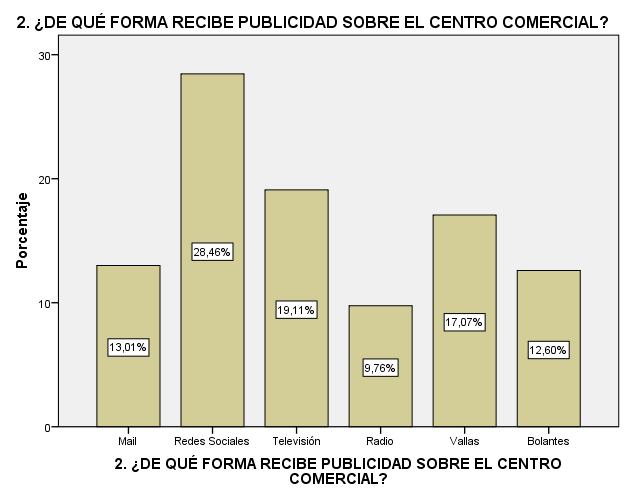 2. ¿DE QUÉ FORMA RECIBE PUBLICIDAD SOBRE EL CENTRO COMERCIAL?
30
20
10
0
Porcentaje
13,01%
28,46%
19,11%
9,76%
17,07%
12,60%
Mail
Redes Sociales
Televisión
Radio
Vallas
Bolantes
2. ¿DE QUÉ FORMA RECIBE PUBLICIDAD SOBRE EL CENTRO
COMERCIAL?